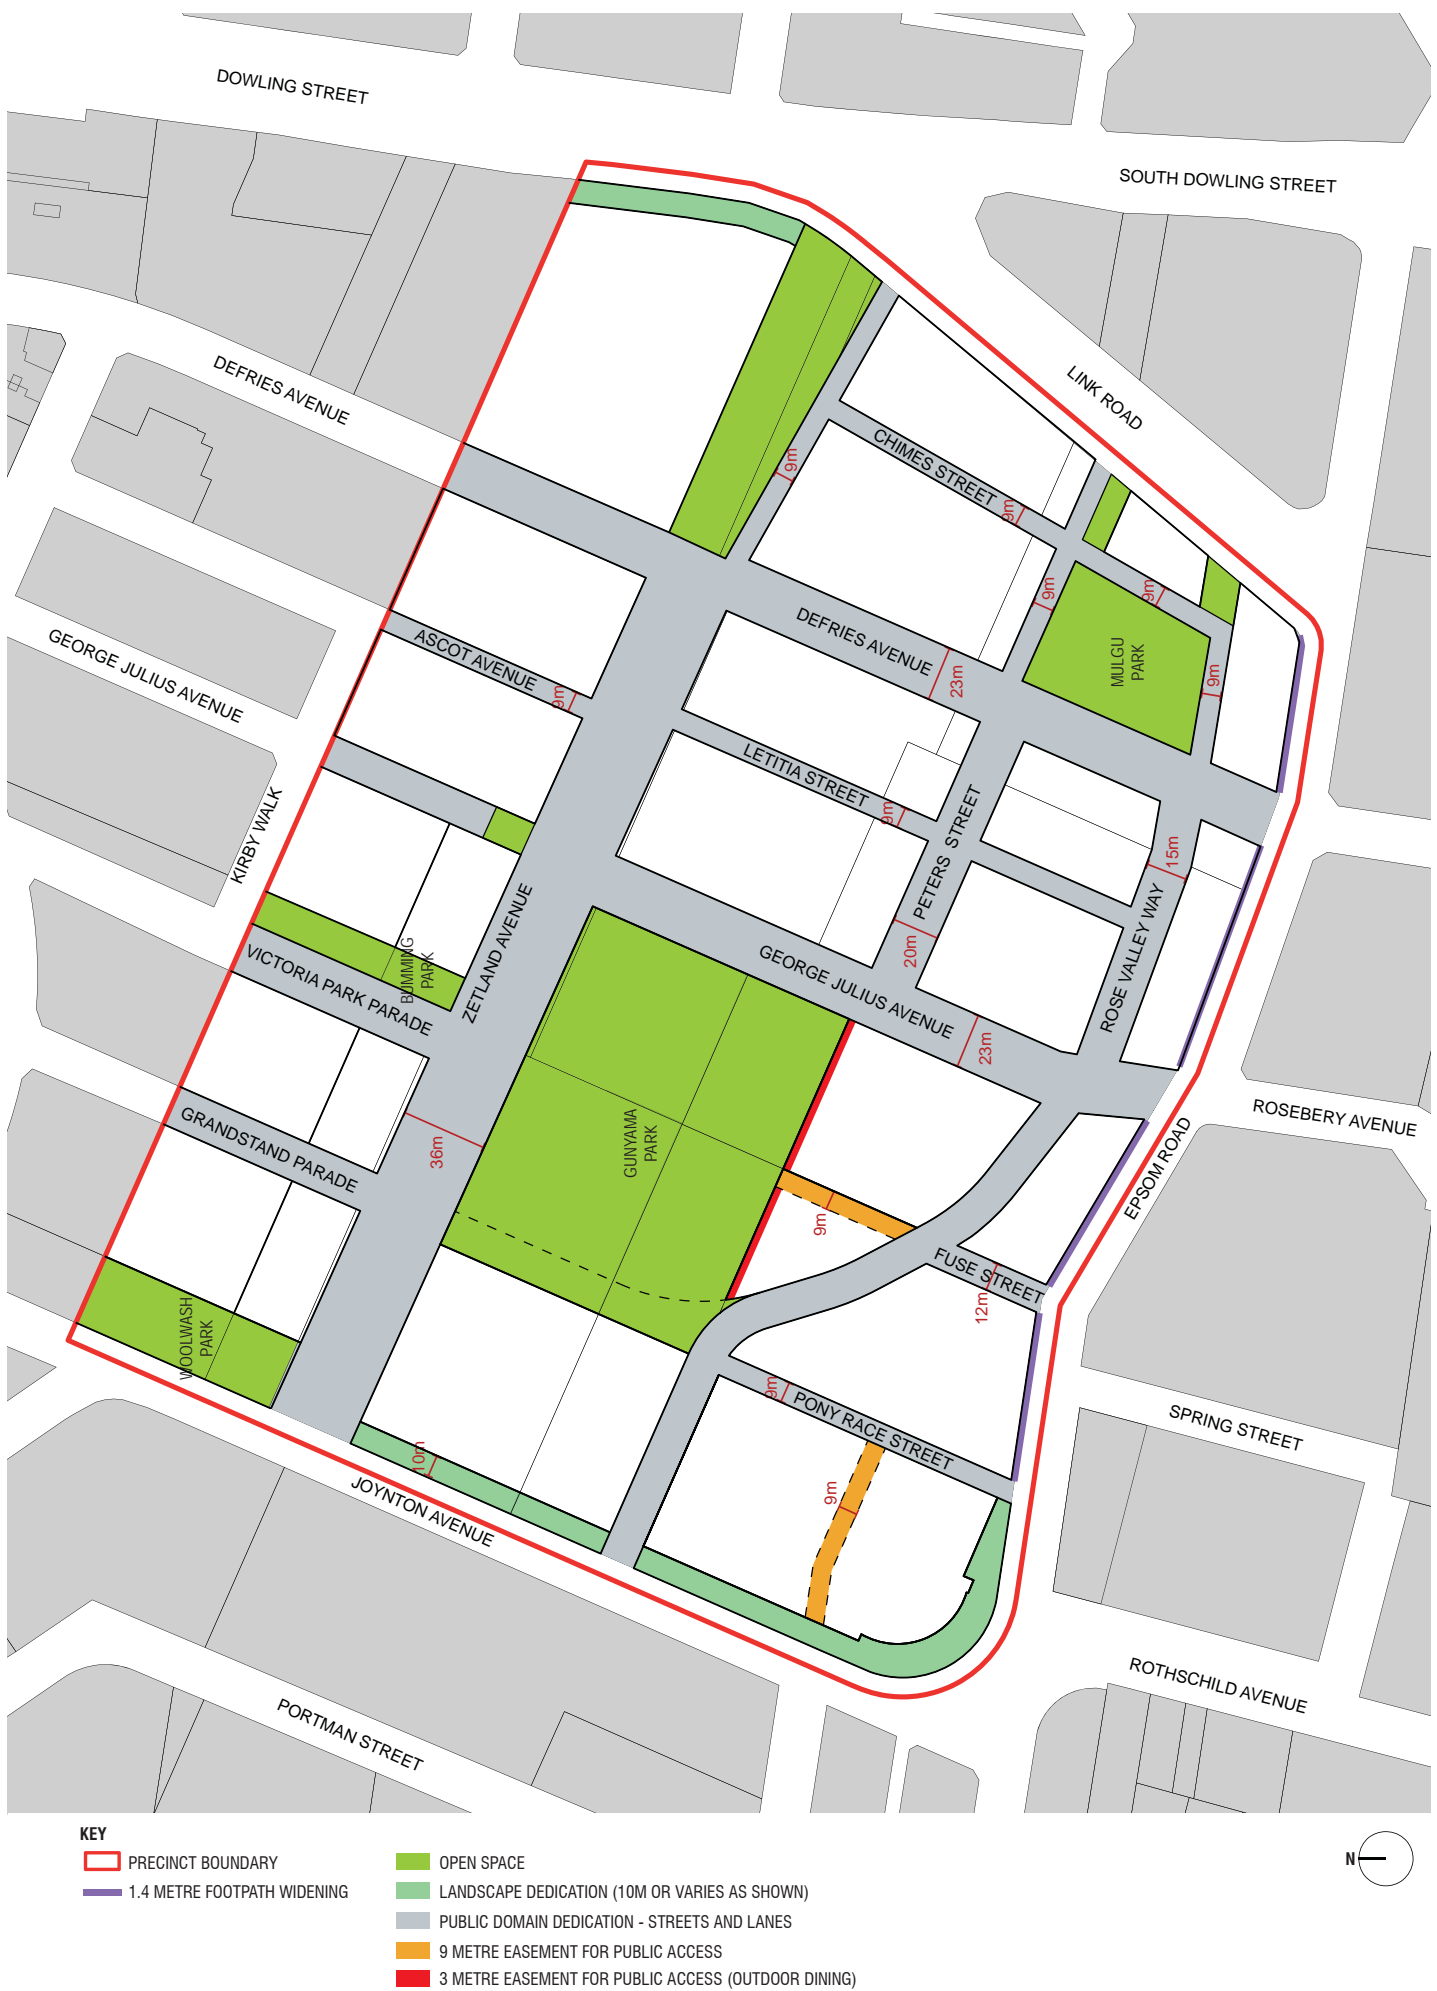 DOWLING STREET
SOUTH DOWLING STREET
LINK ROAD
DEFRIES AVENUE
CHIMES STREET
9m
9m
9m
9m
MULGU
PARK
9m
DEFRIES AVENUE
23m
GEORGE JULIUS AVENUE
ASCOT AVENUE
9m
LETITIA STREET
9m
PETERS STREET
15m
ROSE VALLEY WAY
KIRBY WALK
ZETLAND AVENUE
BUMMING
PARK
VICTORIA PARK PARADE
20m
GEORGE JULIUS AVENUE
23m
GRANDSTAND PARADE
36m
GUNYAMA
PARK
ROSEBERY AVENUE
EPSOM ROAD
9m
FUSE STREET
12m
WOOLWASH
PARK
9m
PONY RACE STREET
SPRING STREET
10m
9m
JOYNTON AVENUE
ROTHSCHILD AVENUE
PORTMAN STREET
KEY
PRECINCT BOUNDARY
1.4 METRE FOOTPATH WIDENING
OPEN SPACE
LANDSCAPE DEDICATION (10M OR VARIES AS SHOWN)
PUBLIC DOMAIN DEDICATION - STREETS AND LANES
9 METRE EASEMENT FOR PUBLIC ACCESS
3 METRE EASEMENT FOR PUBLIC ACCESS (OUTDOOR DINING)
N